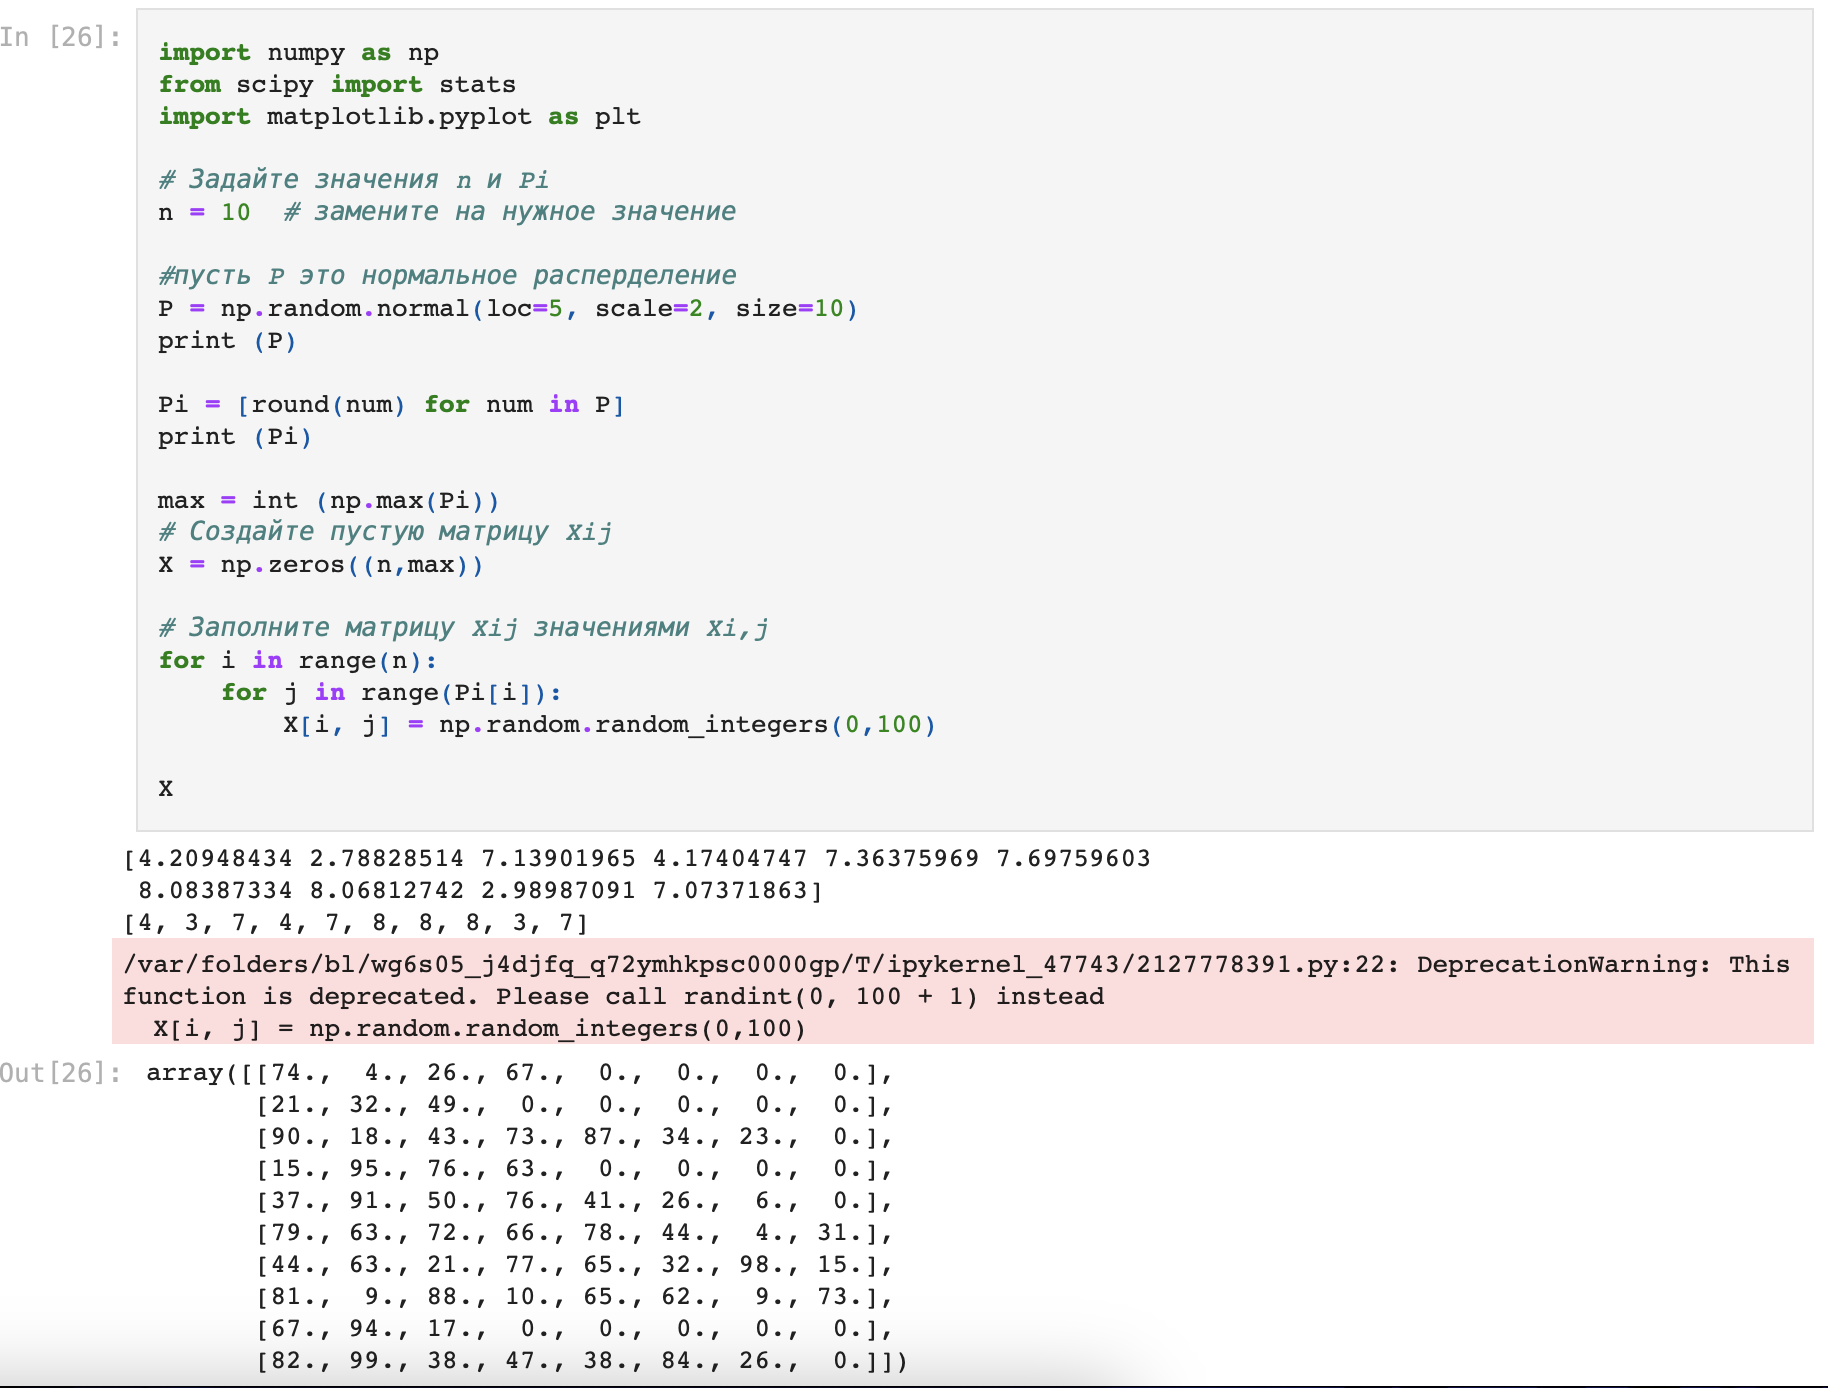 In [26]:
import numpy as np
from scipy import stats
import matplotlib.pyplot as plt
# Задайте значения n и Pi
n = 10  # замените на нужное значение
#пусть P это нормальное расперделение
P = np.random.normal(loc=5, scale=2, size=10)
print (P)
Pi = [round(num) for num in P]
print (Pi)
max = int (np.max(Pi))
# Создайте пустую матрицу Xij
X = np.zeros((n,max))
# Заполните матрицу Xij значениями Xi,j
for i in range(n):
    for j in range(Pi[i]):
        X[i, j] = np.random.random_integers(0,100)
X
[4.20948434 2.78828514 7.13901965 4.17404747 7.36375969 7.69759603
 8.08387334 8.06812742 2.98987091 7.07371863]
[4, 3, 7, 4, 7, 8, 8, 8, 3, 7]
/var/folders/bl/wg6s05_j4djfq_q72ymhkpsc0000gp/T/ipykernel_47743/2127778391.py:22: DeprecationWarning: This
function is deprecated. Please call randint(0, 100 + 1) instead
  X[i, j] = np.random.random_integers(0,100)
Out[26]: array([[74.,  4., 26., 67.,  0.,  0.,  0.,  0.],
       [21., 32., 49.,  0.,  0.,  0.,  0.,  0.],
       [90., 18., 43., 73., 87., 34., 23.,  0.],
       [15., 95., 76., 63.,  0.,  0.,  0.,  0.],
       [37., 91., 50., 76., 41., 26.,  6.,  0.],
       [79., 63., 72., 66., 78., 44.,  4., 31.],
       [44., 63., 21., 77., 65., 32., 98., 15.],
       [81.,  9., 88., 10., 65., 62.,  9., 73.],
       [67., 94., 17.,  0.,  0.,  0.,  0.,  0.],
       [82., 99., 38., 47., 38., 84., 26.,  0.]])